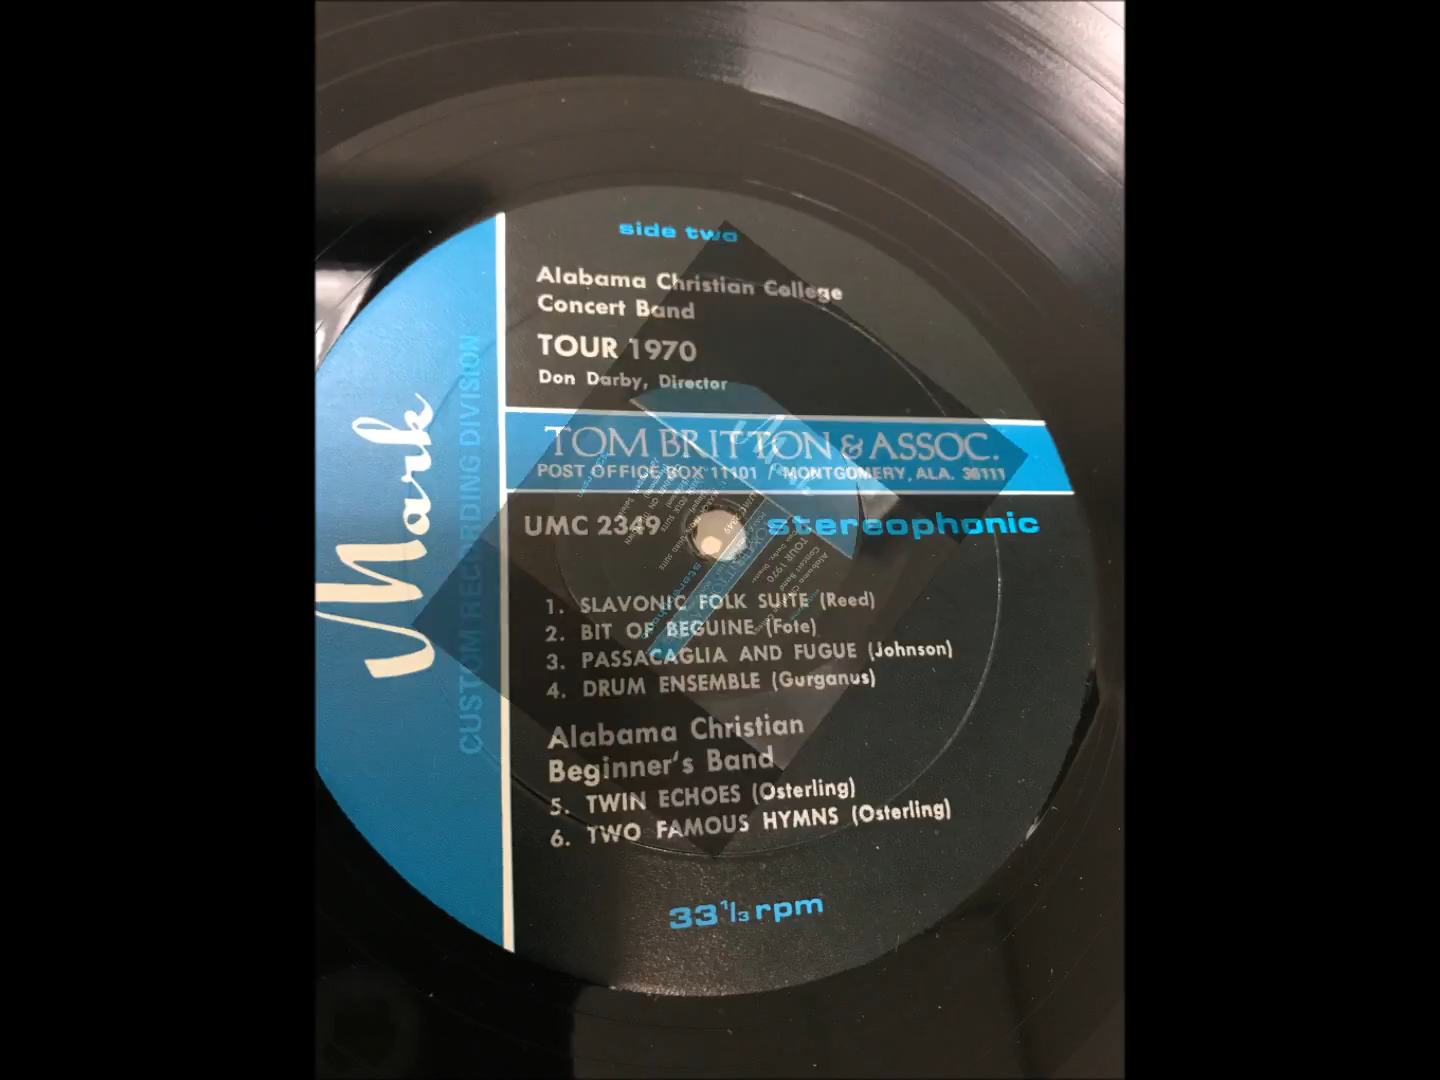 side two
Alabama Christian College
Concert Band
TOUR 1970
Don Darby, Director
TOM BRITTON & ASSOC.
POST OFFICE BOX 11101 / MONTGOMERY, ALA. 36111
UMC 2349 stereophonic
1. SLAVONIC FOLK SUITE (Reed)
2. BIT OF BEGUINE (Fote)
3. PASSACAGLIA AND FUGUE (Johnson)
4. DRUM ENSEMBLE (Gurganus)
Alabama Christian
Beginner's Band
5. TWIN ECHOES (Osterling)
6. TWO FAMOUS HYMNS (Osterling)
33 1/3 rpm
Mark
CUSTOM RECORDING DIVISION